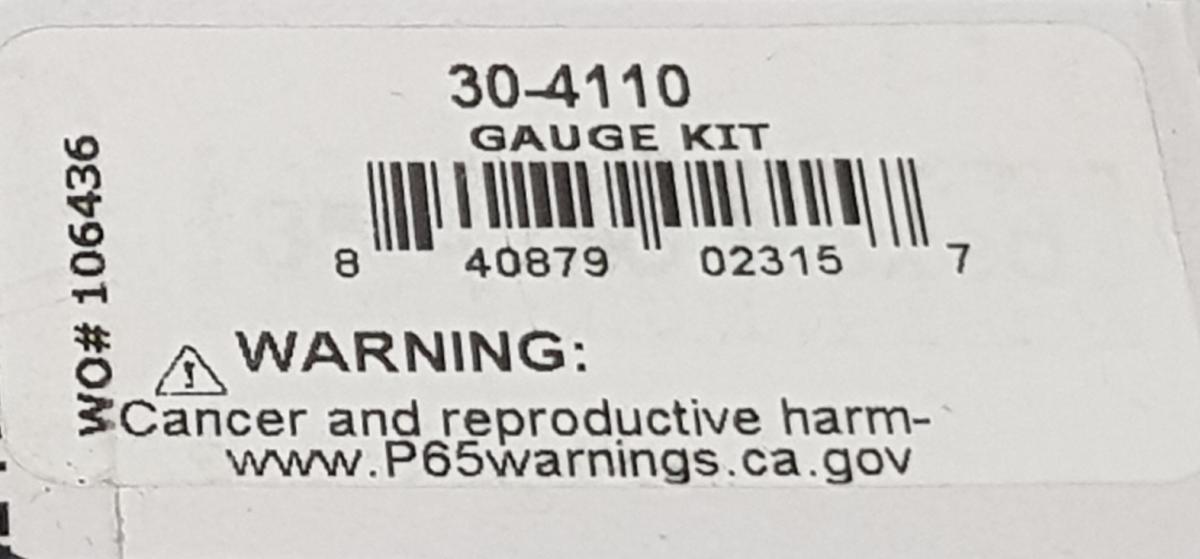 30-4110
GAUGE KIT
8 40879 02315 7
WO# 106436
WARNING:
Cancer and reproductive harm-
www.P65warnings.ca.gov